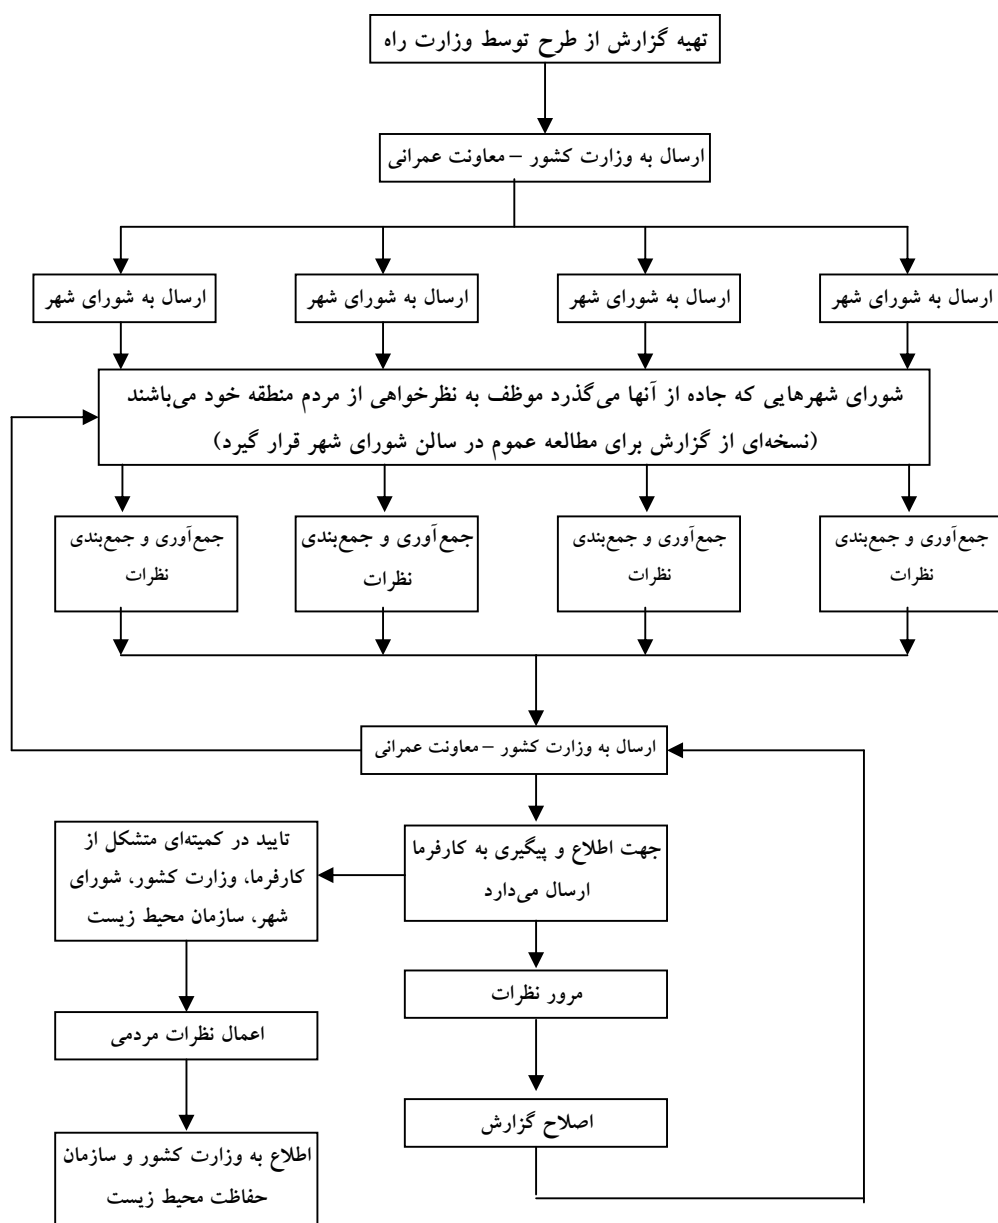 تهیه گزارش از طرح توسط وزارت راه
ارسال به وزارت کشور – معاونت عمرانی
ارسال به شورای شهر
ارسال به شورای شهر
ارسال به شورای شهر
ارسال به شورای شهر
شورای شهرهایی که جاده از آنها می‌گذرد موظف به نظرخواهی از مردم منطقه خود می‌باشند
(نسخه‌ای از گزارش برای مطالعه عموم در سالن شورای شهر قرار گیرد)
جمع‌آوری و جمع‌بندی
نظرات
جمع‌آوری و جمع‌بندی
نظرات
جمع‌آوری و جمع‌بندی
نظرات
جمع‌آوری و جمع‌بندی
نظرات
ارسال به وزارت کشور – معاونت عمرانی
جهت اطلاع و پیگیری به کارفرما
ارسال می‌دارد
تایید در کمیته‌ای متشکل از
کارفرما، وزارت کشور، شورای
شهر، سازمان محیط زیست
مرور نظرات
اعمال نظرات مردمی
اصلاح گزارش
اطلاع به وزارت کشور و سازمان
حفاظت محیط زیست